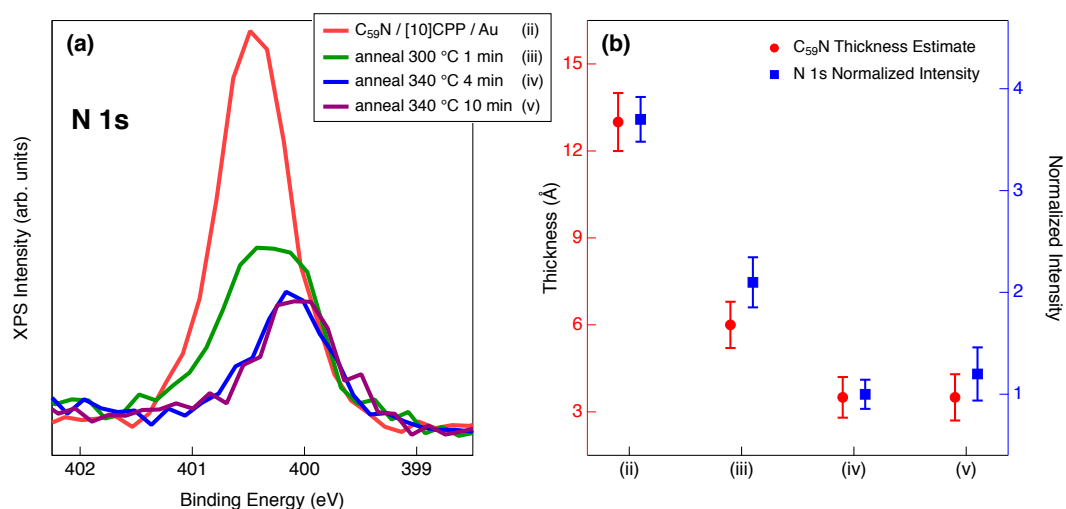 (a)
N 1s
C₅₉N / [10]CPP / Au (ii)
anneal 300 °C 1 min (iii)
anneal 340 °C 4 min (iv)
anneal 340 °C 10 min (v)
XPS Intensity (arb. units)
402 401 400 399
Binding Energy (eV)
(b)
C₅₉N Thickness Estimate
N 1s Normalized Intensity
15
12
9
6
3
Thickness (Å)
4
3
2
1
Normalized Intensity
(ii) (iii) (iv) (v)